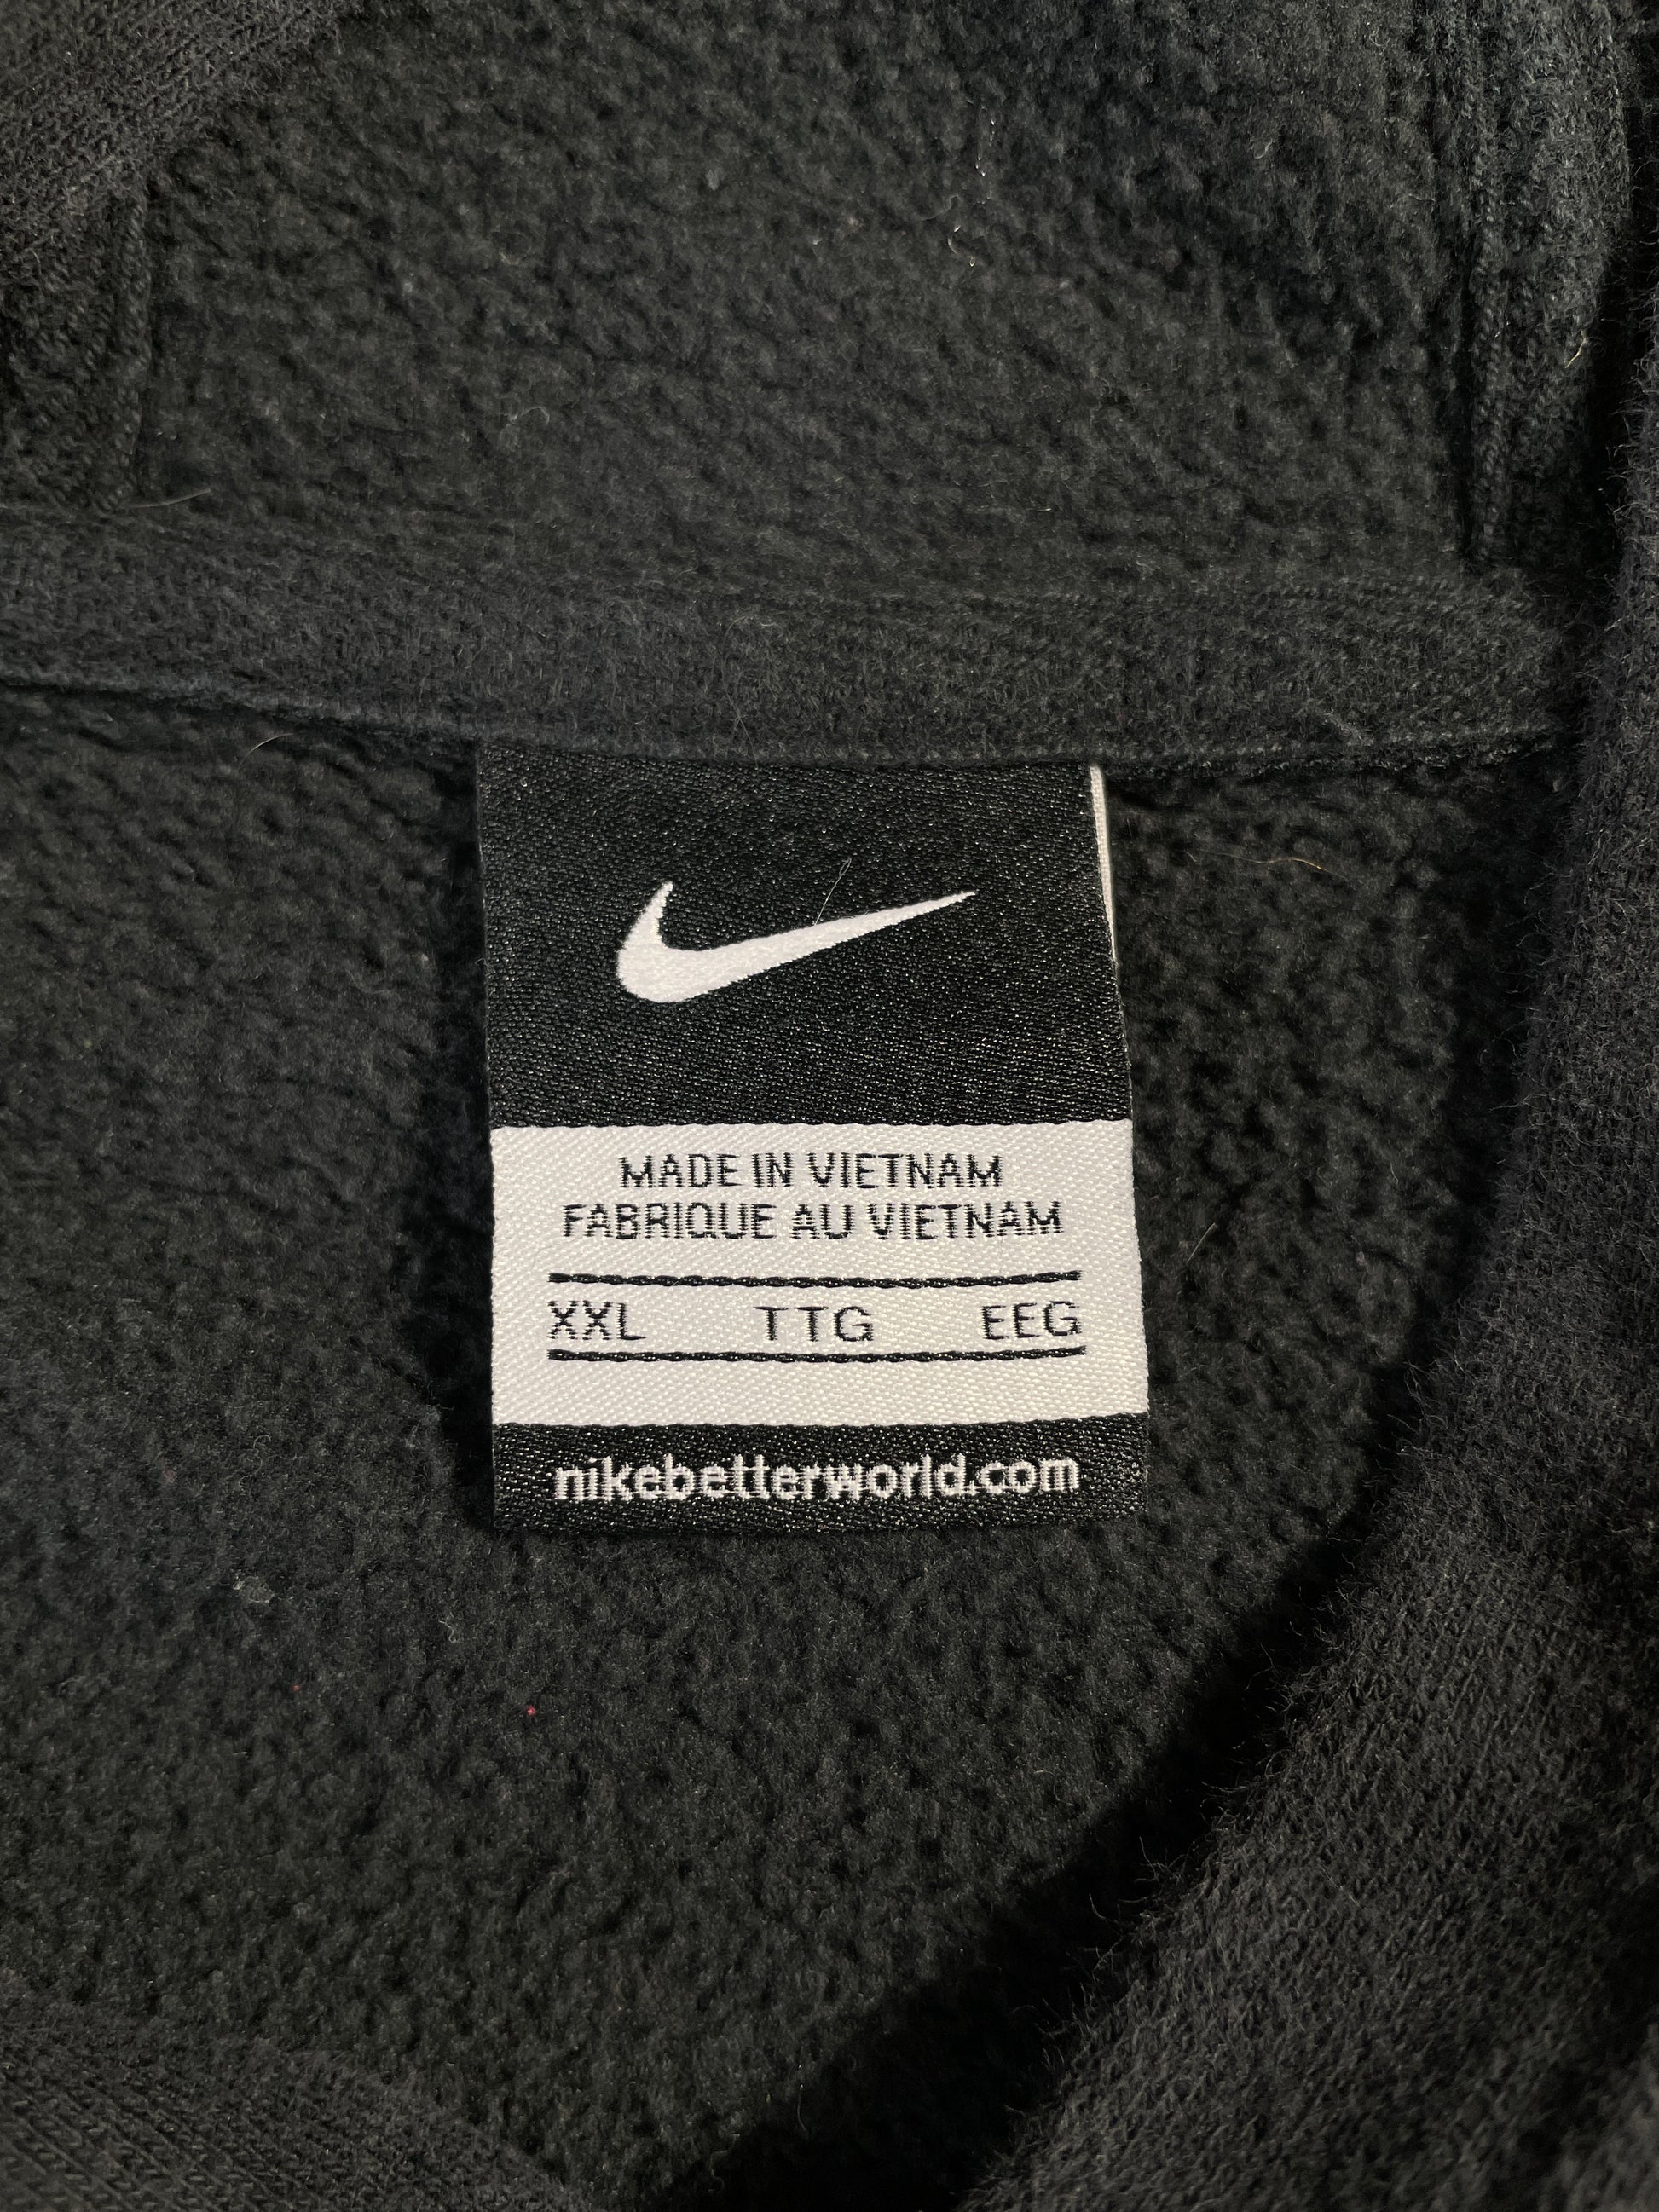 MADE IN VIETNAM
FABRIQUE AU VIETNAM
XXL TTG EEG
nikebetterworld.com